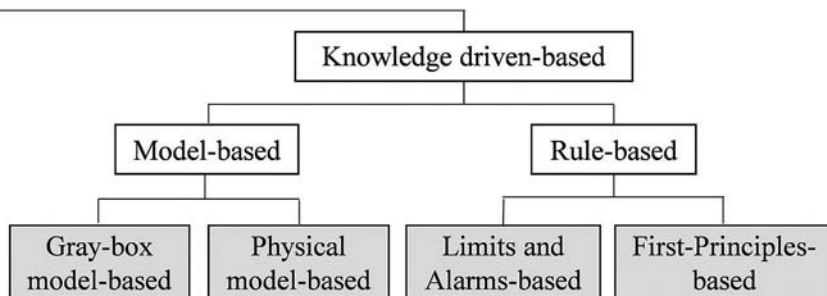 Knowledge driven-based
Model-based
Rule-based
Gray-box
model-based
Physical
model-based
Limits and
Alarms-based
First-Principles-
based